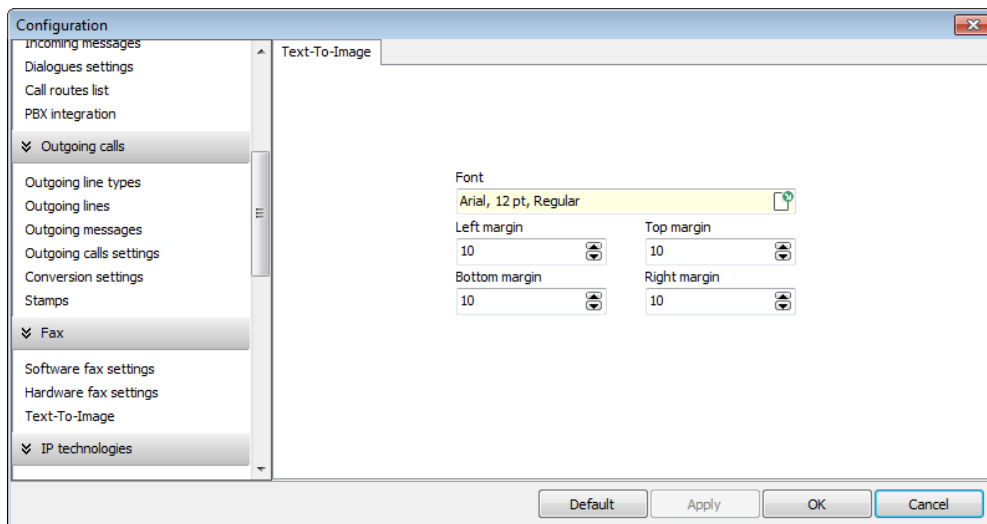 Configuration
Incoming messages
Dialogues settings
Call routes list
PBX integration
Outgoing calls
Outgoing line types
Outgoing lines
Outgoing messages
Outgoing calls settings
Conversion settings
Stamps
Fax
Software fax settings
Hardware fax settings
Text-To-Image
IP technologies
Text-To-Image
Font
Arial, 12 pt, Regular
Left margin Top margin
10 10
Bottom margin Right margin
10 10
Default Apply OK Cancel